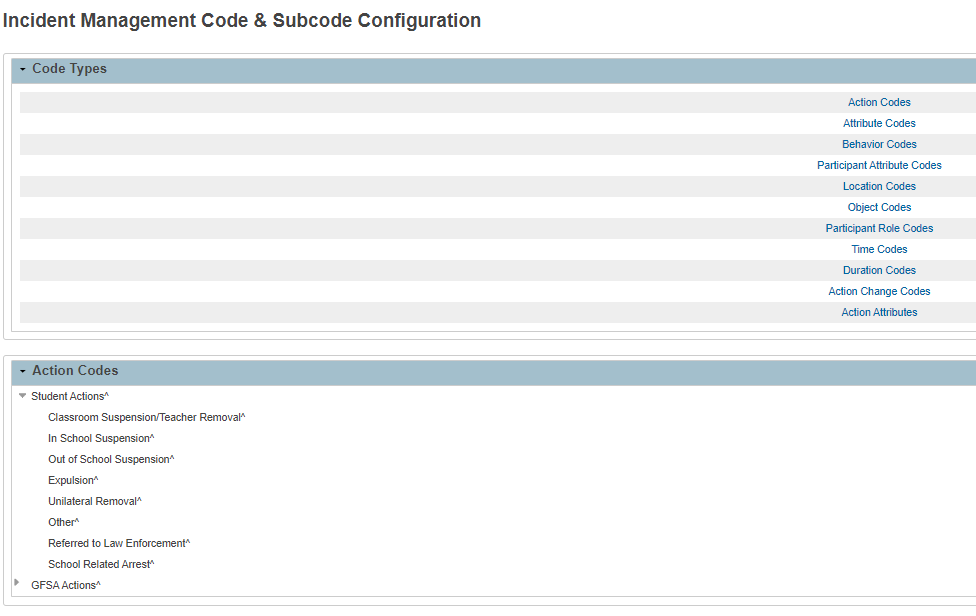 Incident Management Code & Subcode Configuration
Code Types
Action Codes
Attribute Codes
Behavior Codes
Participant Attribute Codes
Location Codes
Object Codes
Participant Role Codes
Time Codes
Duration Codes
Action Change Codes
Action Attributes
Action Codes
Student Actions^
Classroom Suspension/Teacher Removal^
In School Suspension^
Out of School Suspension^
Expulsion^
Unilateral Removal^
Other^
Referred to Law Enforcement^
School Related Arrest^
GFSA Actions^